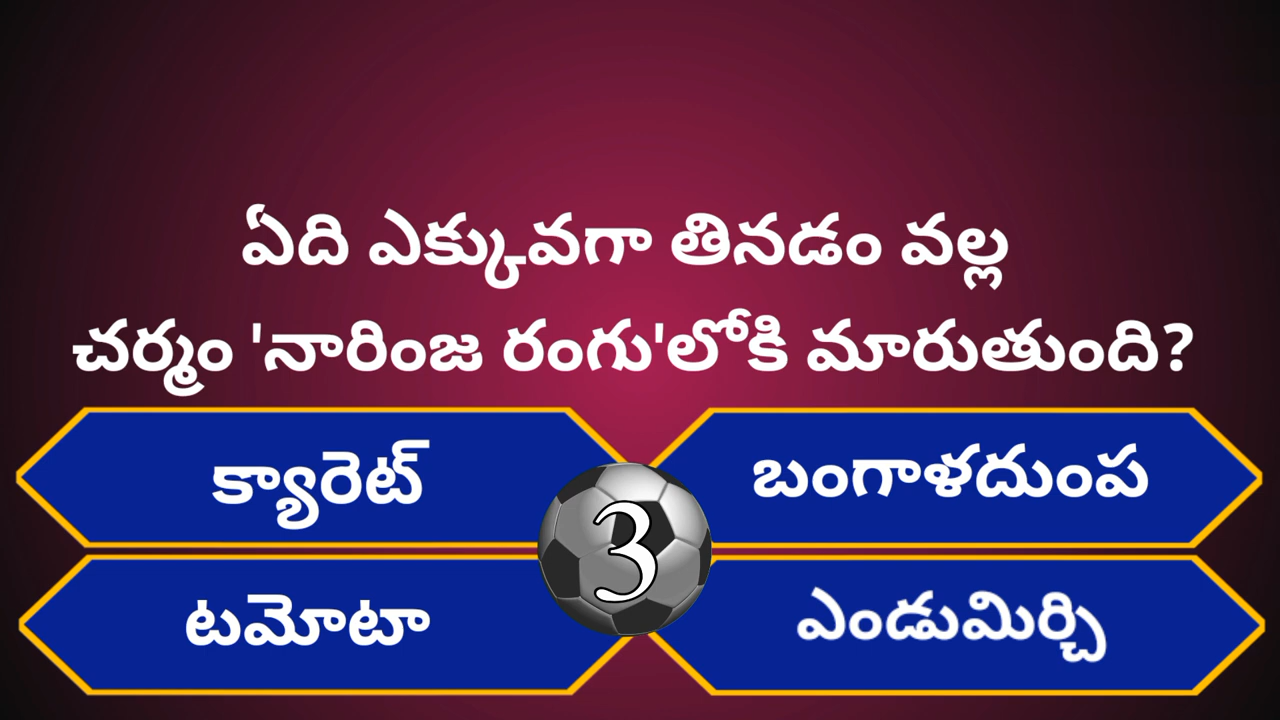 ఏది ఎక్కువగా తినడం వల్ల
చర్మం 'నారింజ రంగు'లోకి మారుతుంది?
క్యారెట్
బంగాళదుంప
3
టమోటా
ఎండుమిర్చి